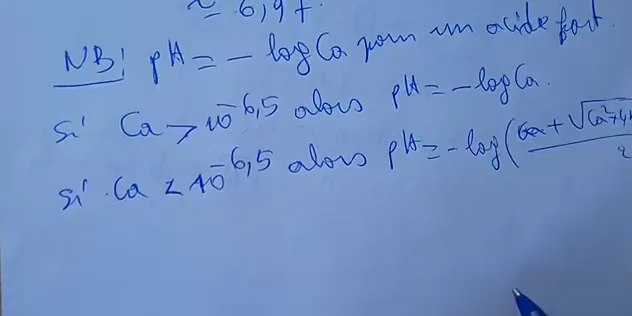 ≈ 6,97.
NB: pH = - log Ca pour un acide fort.
Si Ca > 10^-6,5 alors pH = - log Ca.
Si Ca < 10^-6,5 alors pH = - log ( Ca + √Ca² + 4 / 2